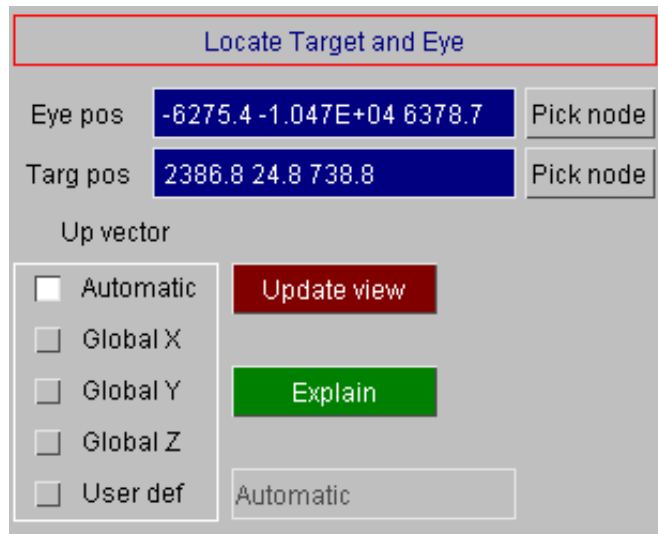 Locate Target and Eye
Eye pos -6275.4 -1.047E+04 6378.7 Pick node
Targ pos 2386.8 24.8 738.8 Pick node
Up vector
Automatic Update view
Global X
Global Y Explain
Global Z
User def Automatic